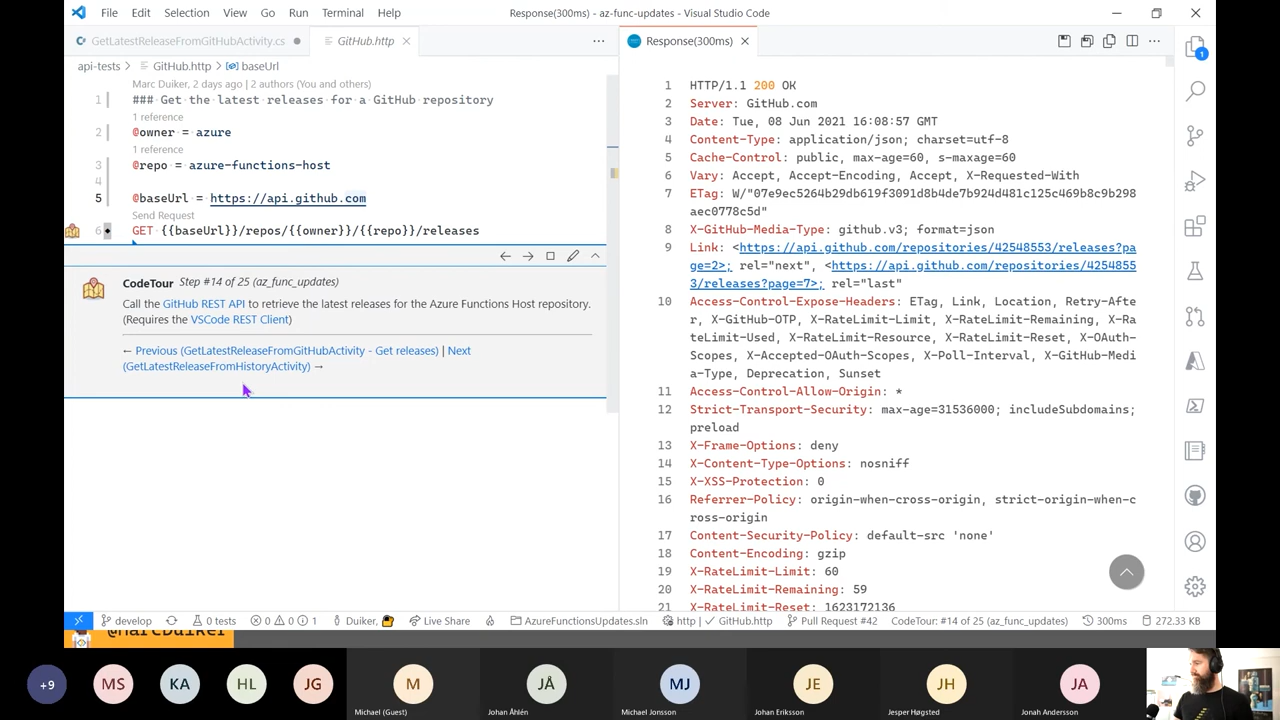 File Edit Selection View Go Run Terminal Help
Response(300ms) - az-func-updates - Visual Studio Code
GetLatestReleaseFromGitHubActivity.cs
GitHub.http
api-tests > GitHub.http > baseUrl
Marc Duiker, 2 days ago | 2 authors (You and others)
1 ### Get the latest releases for a GitHub repository
1 reference
2 @owner = azure
1 reference
3 @repo = azure-functions-host
4
5 @baseUrl = https://api.github.com
Send Request
6 GET {{baseUrl}}/repos/{{owner}}/{{repo}}/releases
CodeTour Step #14 of 25 (az_func_updates)
Call the GitHub REST API to retrieve the latest releases for the Azure Functions Host repository.
(Requires the VSCode REST Client)
← Previous (GetLatestReleaseFromGitHubActivity - Get releases) | Next
(GetLatestReleaseFromHistoryActivity) →
Response(300ms)
1 HTTP/1.1 200 OK
2 Server: GitHub.com
3 Date: Tue, 08 Jun 2021 16:08:57 GMT
4 Content-Type: application/json; charset=utf-8
5 Cache-Control: public, max-age=60, s-maxage=60
6 Vary: Accept, Accept-Encoding, Accept, X-Requested-With
7 ETag: W/"07e9ec5264b29db619f3091d8b4de7b924d481c125c469b8c9b298
aec0778c5d"
8 X-GitHub-Media-Type: github.v3; format=json
9 Link: <https://api.github.com/repositories/42548553/releases?pa
ge=2>; rel="next", <https://api.github.com/repositories/4254855
3/releases?page=7>; rel="last"
10 Access-Control-Expose-Headers: ETag, Link, Location, Retry-Afte
r, X-GitHub-OTP, X-RateLimit-Limit, X-RateLimit-Remaining, X-Ra
teLimit-Used, X-RateLimit-Resource, X-RateLimit-Reset, X-OAuth-
Scopes, X-Accepted-OAuth-Scopes, X-Poll-Interval, X-GitHub-Medi
a-Type, Deprecation, Sunset
11 Access-Control-Allow-Origin: *
12 Strict-Transport-Security: max-age=31536000; includeSubdomains;
preload
13 X-Frame-Options: deny
14 X-Content-Type-Options: nosniff
15 X-XSS-Protection: 0
16 Referrer-Policy: origin-when-cross-origin, strict-origin-when-c
ross-origin
17 Content-Security-Policy: default-src 'none'
18 Content-Encoding: gzip
19 X-RateLimit-Limit: 60
20 X-RateLimit-Remaining: 59
21 X-RateLimit-Reset: 1623172136
1
develop 0 tests 0 0 1 Duiker, Live Share AzureFunctionsUpdates.sln http GitHub.http Pull Request #42 CodeTour: #14 of 25 (az_func_updates) 300ms 272.33 KB
@MarcDuiker
+9 MS KA HL JG M JÅ MJ JE JH JA
Michael (Guest) Johan Åhlén Michael Jonsson Johan Eriksson Jesper Høgsted Jonah Andersson